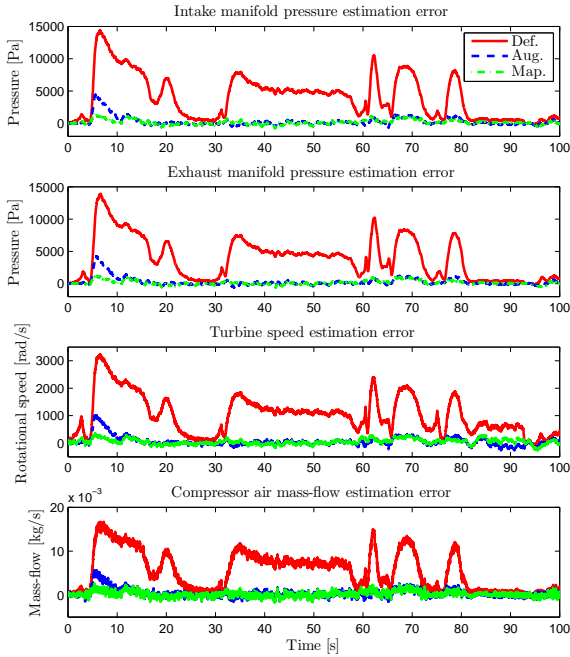 Intake manifold pressure estimation error
15000
10000
5000
0
Pressure [Pa]
Def.
Aug.
Map.
0 10 20 30 40 50 60 70 80 90 100
Exhaust manifold pressure estimation error
15000
10000
5000
0
Pressure [Pa]
0 10 20 30 40 50 60 70 80 90 100
Turbine speed estimation error
3000
2000
1000
0
Rotational speed [rad/s]
0 10 20 30 40 50 60 70 80 90 100
x 10⁻³
Compressor air mass-flow estimation error
20
10
0
Mass-flow [kg/s]
0 10 20 30 40 50 60 70 80 90 100
Time [s]